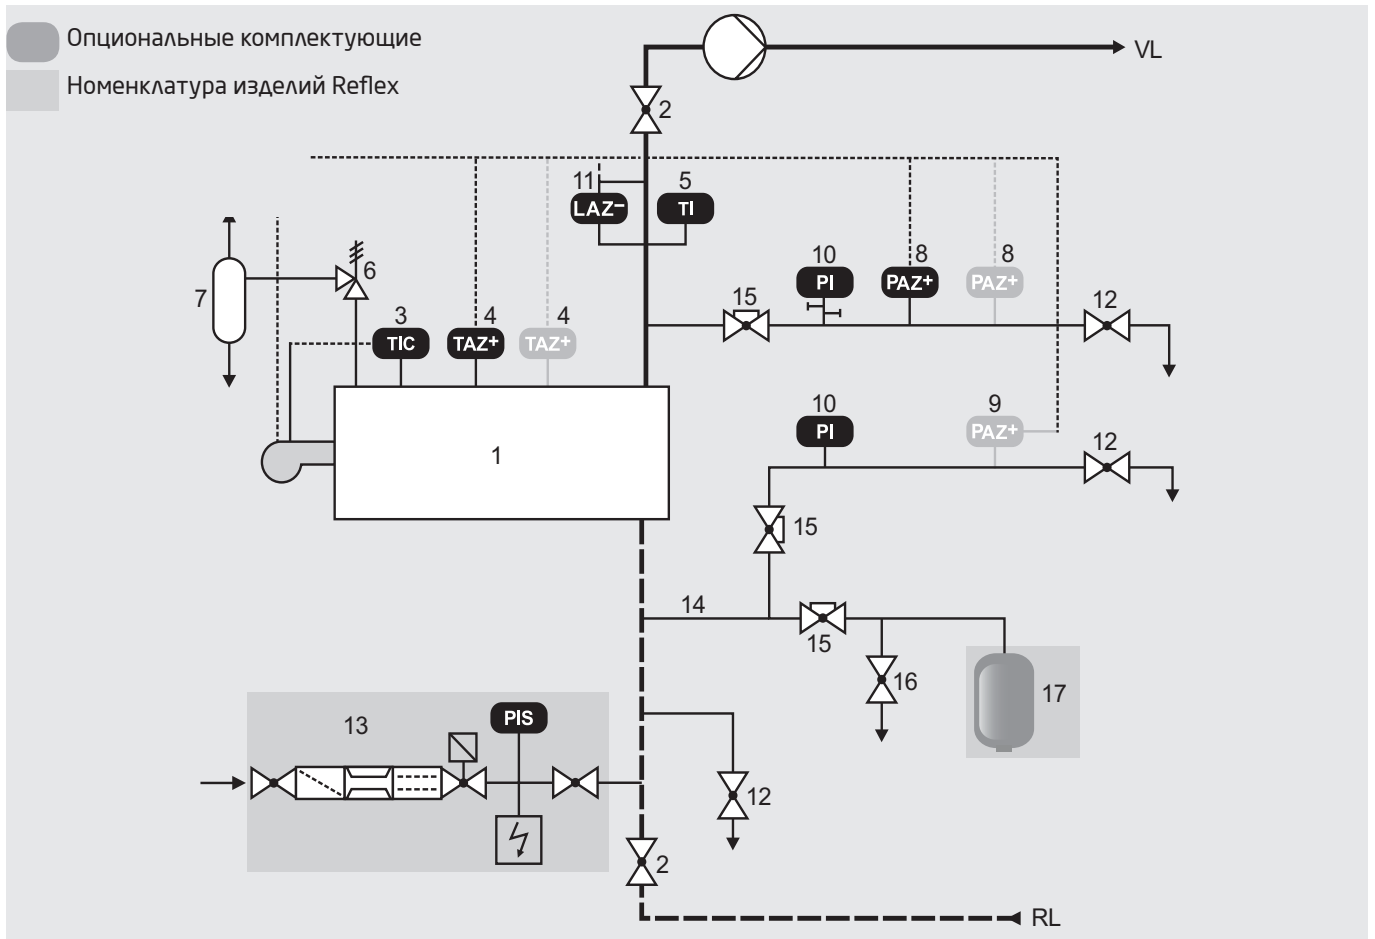 Опциональные комплектующие
VL
Номенклатура изделий Reflex
2
11
5
LAZ–
TI
10
8
8
6
PI
PAZ+
PAZ+
7
15
12
3
4
4
TIC
TAZ+
TAZ+
10
9
PI
PAZ+
12
1
15
14
15
16
17
13
PIS
12
2
RL